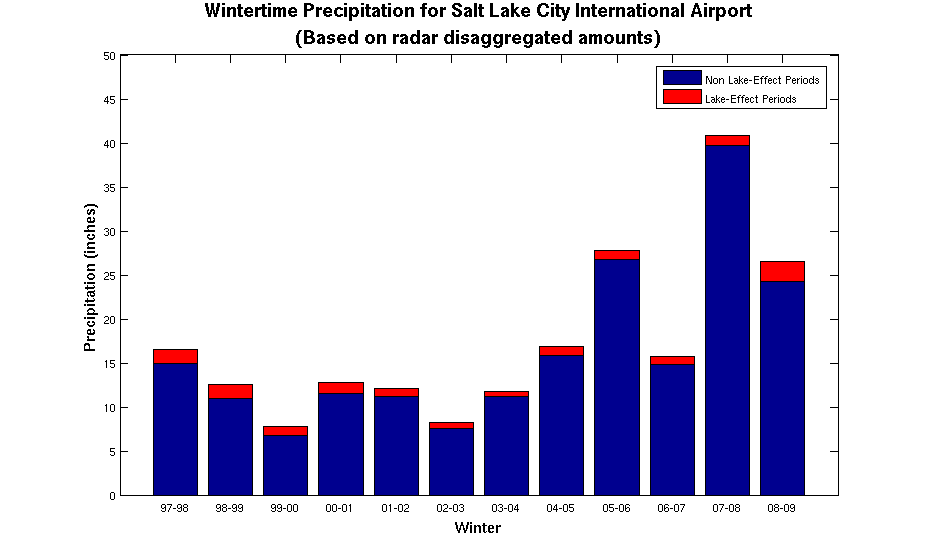 Wintertime Precipitation for Salt Lake City International Airport
(Based on radar disaggregated amounts)
Non Lake-Effect Periods
Lake-Effect Periods
Precipitation (inches)
50
45
40
35
30
25
20
15
10
5
0
97-98 98-99 99-00 00-01 01-02 02-03 03-04 04-05 05-06 06-07 07-08 08-09
Winter